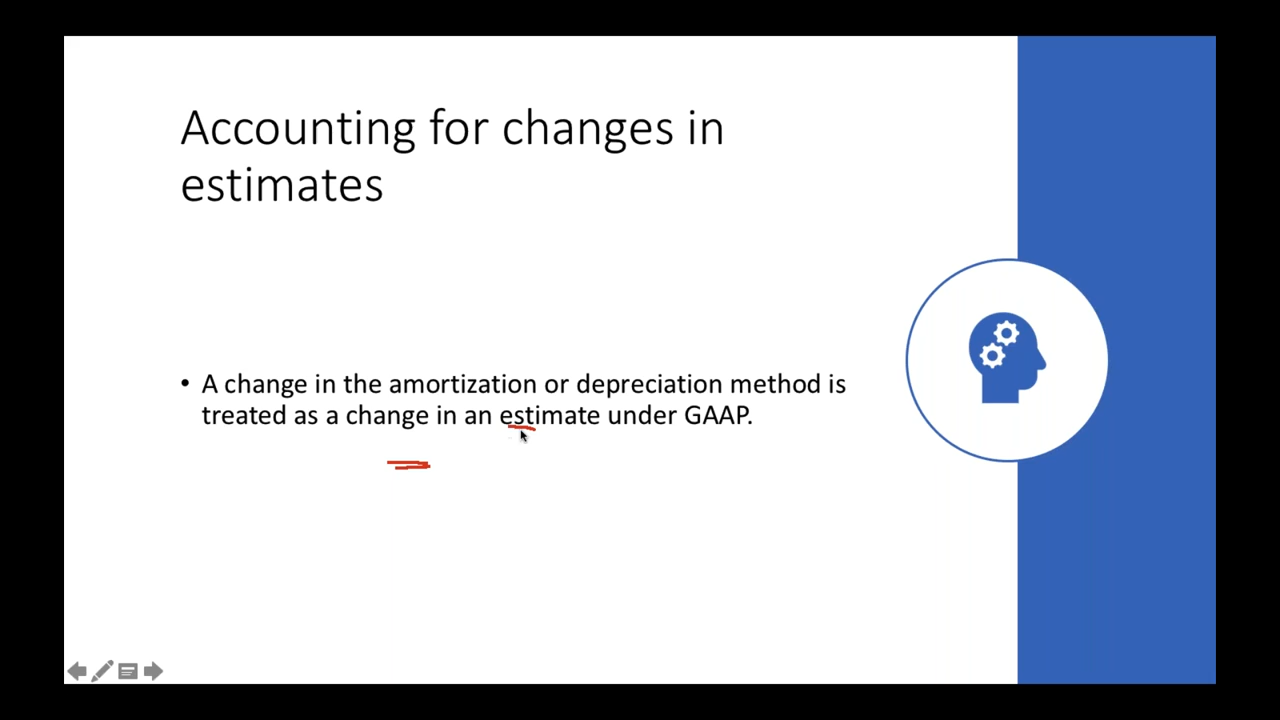 Accounting for changes in
estimates
• A change in the amortization or depreciation method is
treated as a change in an estimate under GAAP.